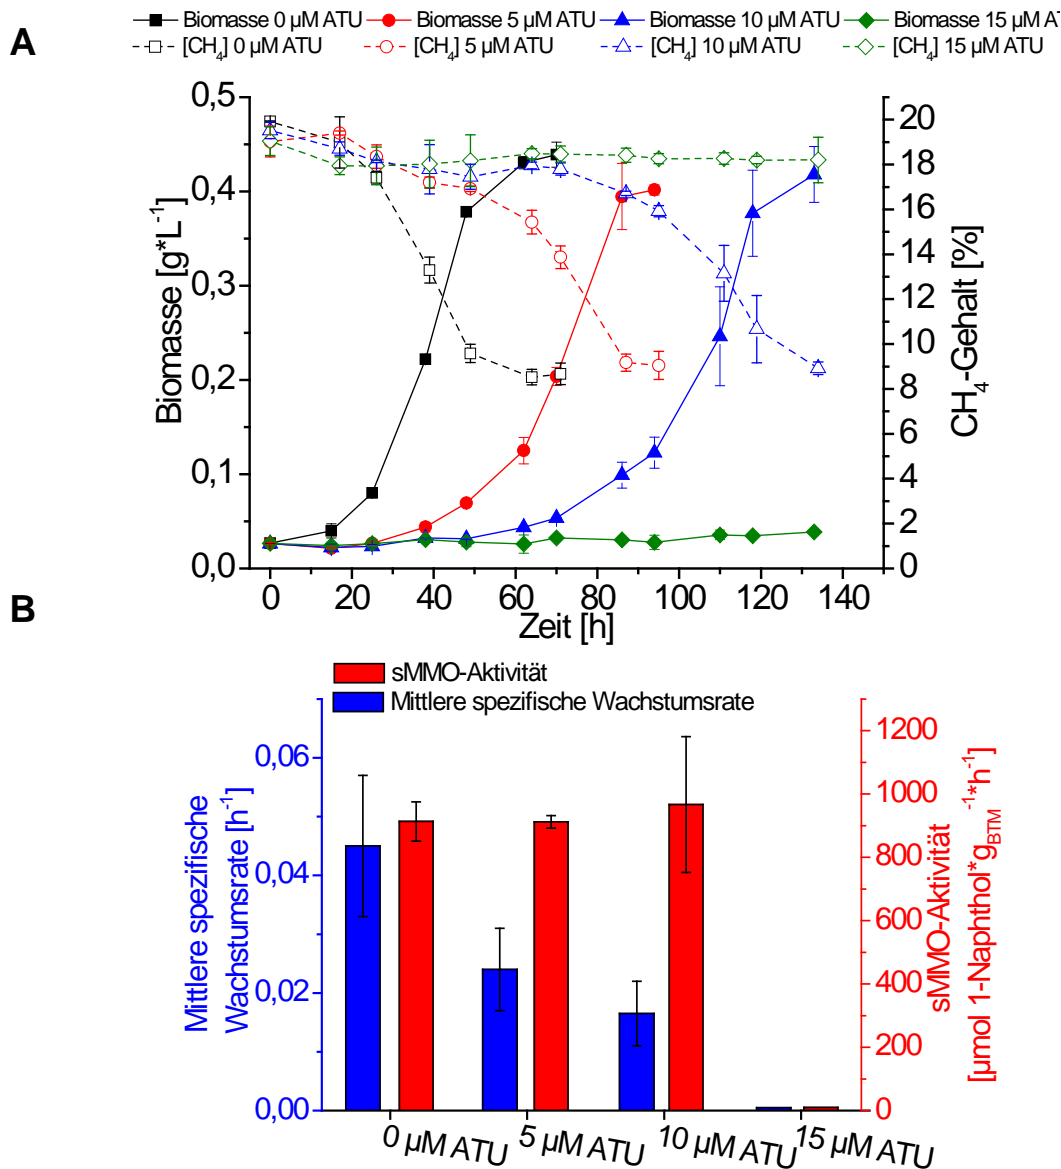 A
Biomasse 0 µM ATU Biomasse 5 µM ATU Biomasse 10 µM ATU Biomasse 15 µM ATU
[CH4] 0 µM ATU [CH4] 5 µM ATU [CH4] 10 µM ATU [CH4] 15 µM ATU
Biomasse [g*L-1]
0,5
0,4
0,3
0,2
0,1
0,0
CH4-Gehalt [%]
20
18
16
14
12
10
8
6
4
2
0
0 20 40 60 80 100 120 140
Zeit [h]
B
sMMO-Aktivität
Mittlere spezifische Wachstumsrate
Mittlere spezifische
Wachstumsrate [h-1]
0,06
0,04
0,02
0,00
1200
1000
800
600
400
200
0
sMMO-Aktivität
[µmol 1-Naphthol*gBTM-1*h-1]
0 µM ATU 5 µM ATU 10 µM ATU 15 µM ATU